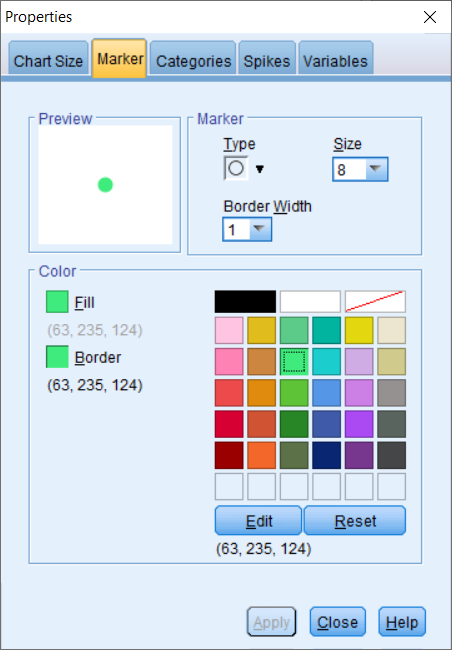 Properties
Chart Size Marker Categories Spikes Variables
Preview
Marker
Type Size
8
Border Width
1
Color
Fill
(63, 235, 124)
Border
(63, 235, 124)
Edit Reset
(63, 235, 124)
Apply Close Help